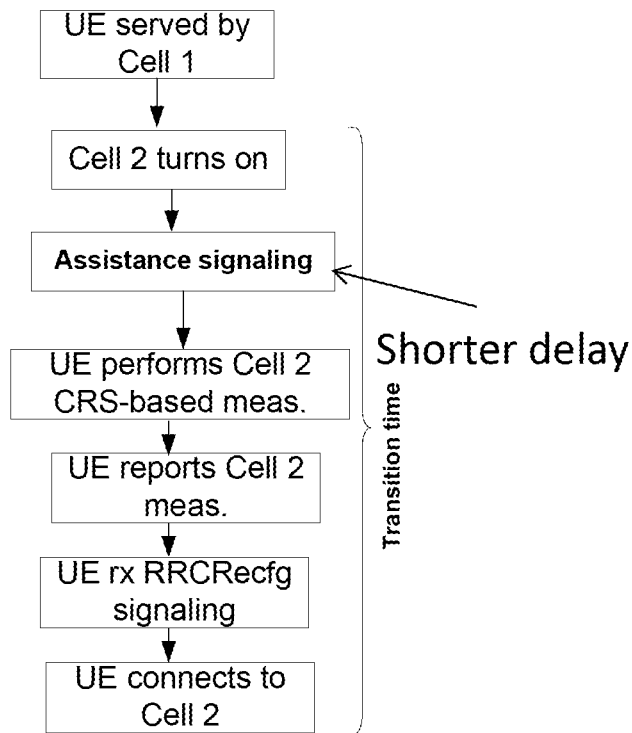 UE served by
Cell 1
Cell 2 turns on
Assistance signaling
Shorter delay
UE performs Cell 2
CRS-based meas.
UE reports Cell 2
meas.
UE rx RRCRecfg
signaling
UE connects to
Cell 2
Transition time